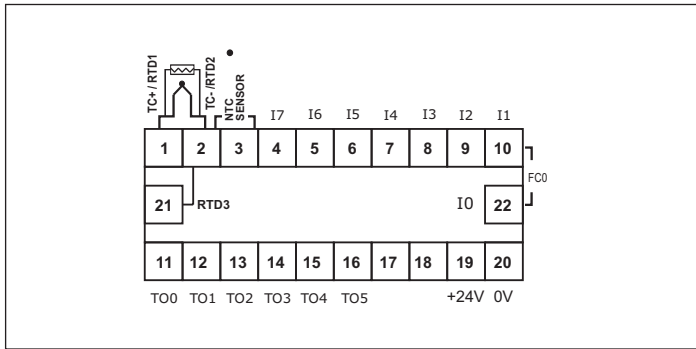 TC+ / RTD1
TC- /RTD2
NTC
SENSOR
I7 I6 I5 I4 I3 I2 I1
1 2 3 4 5 6 7 8 9 10
FC0
21 RTD3 I0 22
11 12 13 14 15 16 17 18 19 20
TO0 TO1 TO2 TO3 TO4 TO5 +24V 0V